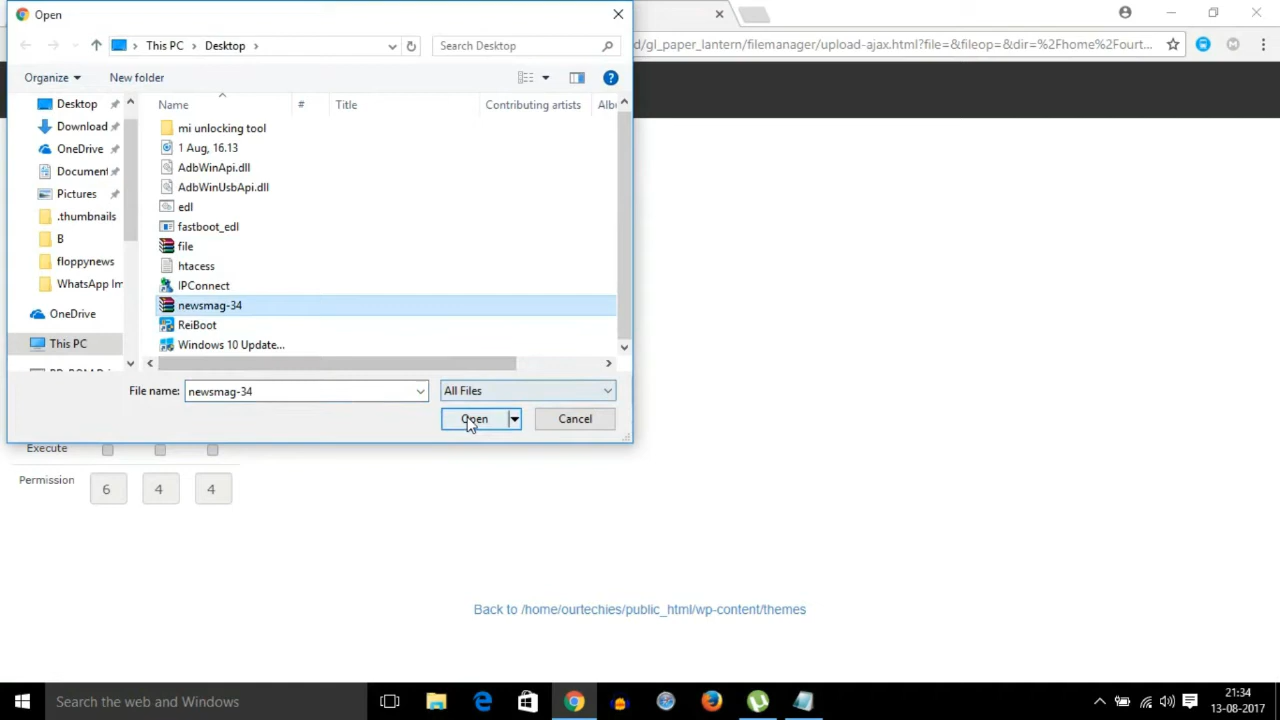 Open
This PC
Desktop
Search Desktop
d/gl_paper_lantern/filemanager/upload-ajax.html?file=&fileop=&dir=%2Fhome%2Fourt...
Organize
New folder
Desktop
Download
OneDrive
Document
Pictures
.thumbnails
B
floppynews
WhatsApp Im
OneDrive
This PC
Name
#
Title
Contributing artists
Albu
mi unlocking tool
1 Aug, 16.13
AdbWinApi.dll
AdbWinUsbApi.dll
edl
fastboot_edl
file
htacess
IPConnect
newsmag-34
ReiBoot
Windows 10 Update...
File name:
newsmag-34
All Files
Open
Cancel
Execute
Permission
6
4
4
Back to /home/ourtechies/public_html/wp-content/themes
Search the web and Windows
21:34
13-08-2017